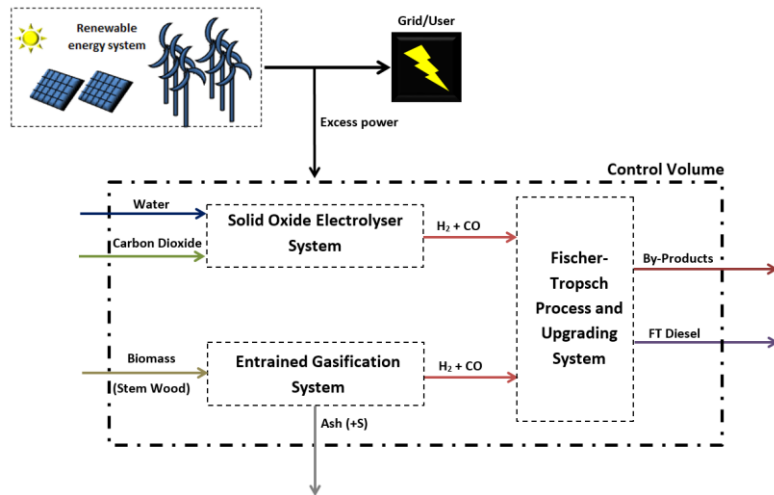 Renewable
energy system
Grid/User
Excess power
Control Volume
Water
Carbon Dioxide
Solid Oxide Electrolyser
System
H₂ + CO
Fischer-
Tropsch
Process and
Upgrading
System
By-Products
FT Diesel
Biomass
(Stem Wood)
Entrained Gasification
System
H₂ + CO
Ash (+S)